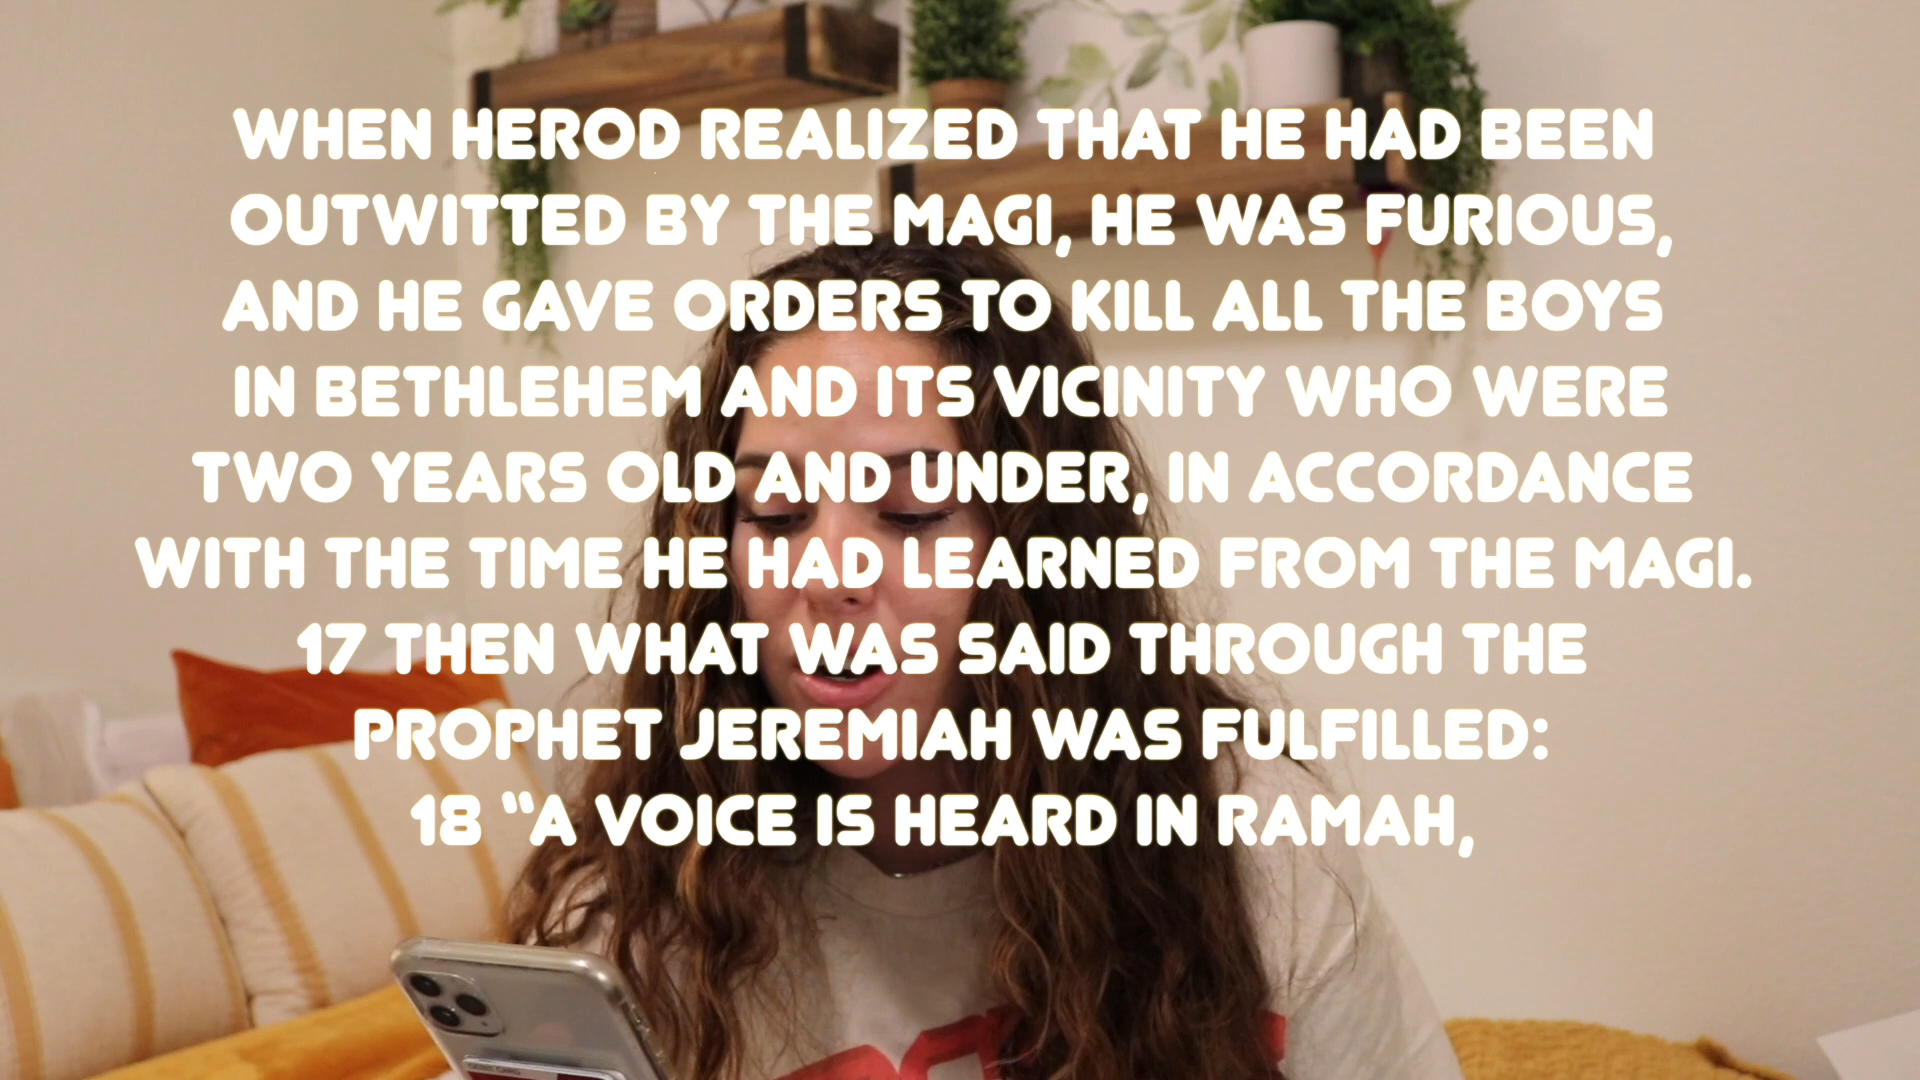 WHEN HEROD REALIZED THAT HE HAD BEEN
OUTWITTED BY THE MAGI, HE WAS FURIOUS,
AND HE GAVE ORDERS TO KILL ALL THE BOYS
IN BETHLEHEM AND ITS VICINITY WHO WERE
TWO YEARS OLD AND UNDER, IN ACCORDANCE
WITH THE TIME HE HAD LEARNED FROM THE MAGI.
17 THEN WHAT WAS SAID THROUGH THE
PROPHET JEREMIAH WAS FULFILLED:
18 “A VOICE IS HEARD IN RAMAH,